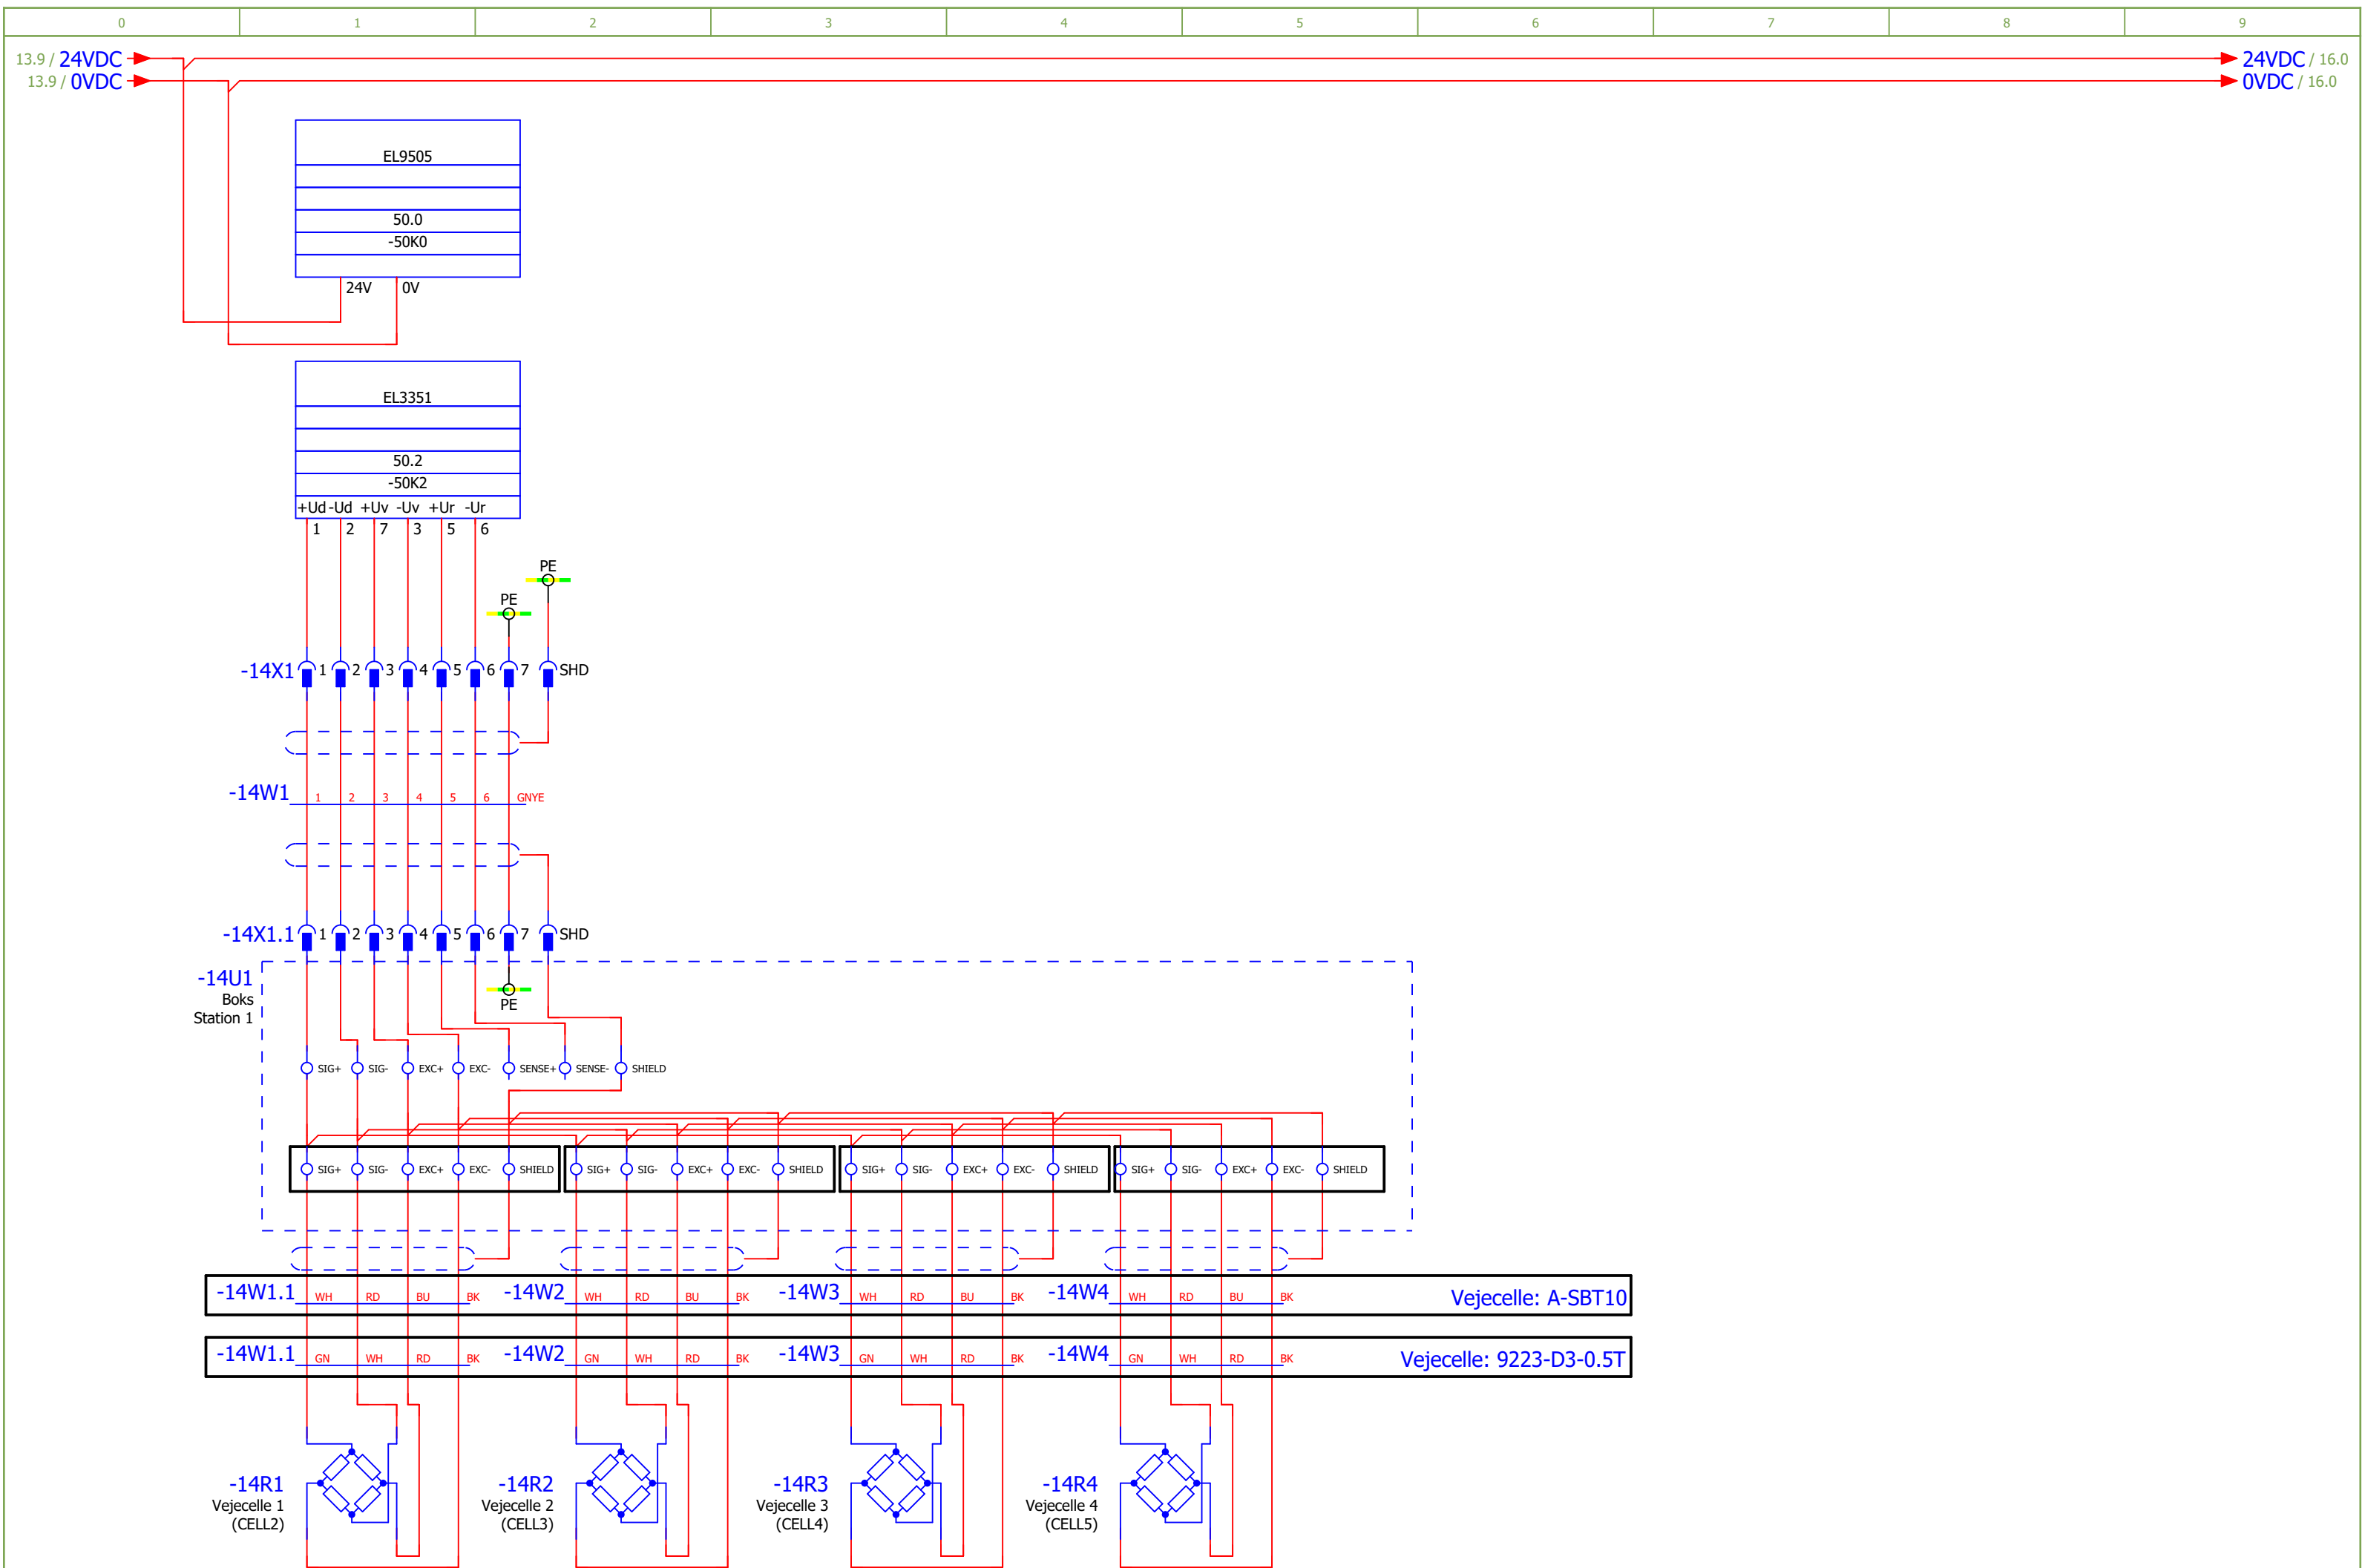 0 1 2 3 4 5 6 7 8 9
13.9 / 24VDC 24VDC / 16.0
13.9 / 0VDC 0VDC / 16.0
EL9505
50.0
-50K0
24V 0V
EL3351
50.2
-50K2
+Ud -Ud +Uv -Uv +Ur -Ur
1 2 7 3 5 6
PE
PE
-14X1 1 2 3 4 5 6 7 SHD
-14W1 1 2 3 4 5 6 GNYE
-14X1.1 1 2 3 4 5 6 7 SHD
-14U1
Boks
Station 1
PE
SIG+ SIG- EXC+ EXC- SENSE+ SENSE- SHIELD
SIG+ SIG- EXC+ EXC- SHIELD SIG+ SIG- EXC+ EXC- SHIELD SIG+ SIG- EXC+ EXC- SHIELD SIG+ SIG- EXC+ EXC- SHIELD
-14W1.1 WH RD BU BK -14W2 WH RD BU BK -14W3 WH RD BU BK -14W4 WH RD BU BK Vejecelle: A-SBT10
-14W1.1 GN WH RD BK -14W2 GN WH RD BK -14W3 GN WH RD BK -14W4 GN WH RD BK Vejecelle: 9223-D3-0.5T
-14R1 -14R2 -14R3 -14R4
Vejecelle 1 Vejecelle 2 Vejecelle 3 Vejecelle 4
(CELL2) (CELL3) (CELL4) (CELL5)